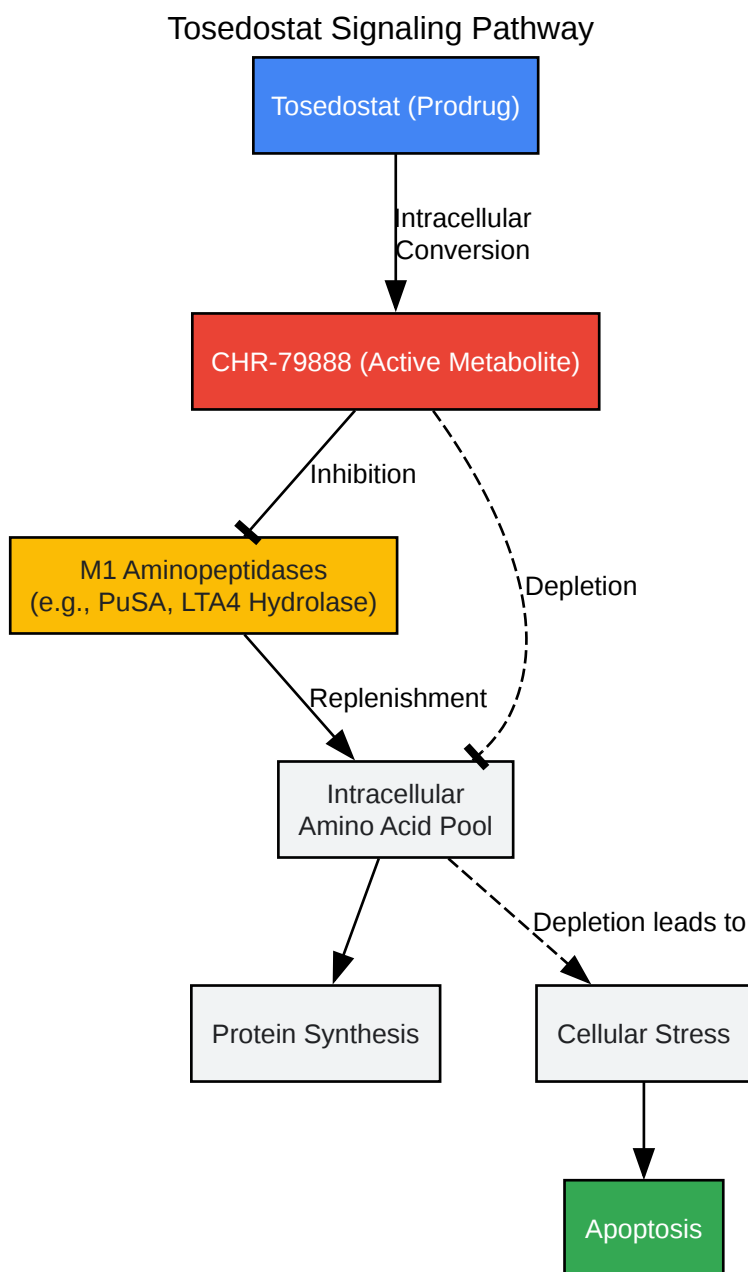 Tosedostat Signaling Pathway
Tosedostat (Prodrug)
Intracellular
Conversion
CHR-79888 (Active Metabolite)
Inhibition
M1 Aminopeptidases
(e.g., PuSA, LTA4 Hydrolase)
Depletion
Replenishment
Intracellular
Amino Acid Pool
Depletion leads to
Protein Synthesis
Cellular Stress
Apoptosis